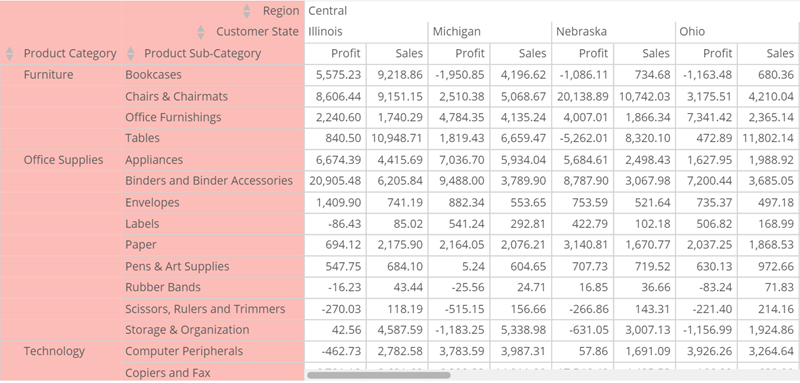 Region Central
Customer State Illinois Michigan Nebraska Ohio
Product Category Product Sub-Category Profit Sales Profit Sales Profit Sales Profit Sales
Furniture Bookcases 5,575.23 9,218.86 -1,950.85 4,196.62 -1,086.11 734.68 -1,163.48 680.36
Chairs & Chairmats 8,606.44 9,151.15 2,510.38 5,068.67 20,138.89 10,742.03 3,175.51 4,210.04
Office Furnishings 2,240.60 1,740.29 4,784.35 4,135.24 4,007.01 1,866.34 7,341.42 2,365.14
Tables 840.50 10,948.71 1,819.43 6,659.47 -5,262.01 8,320.10 472.89 11,802.14
Office Supplies Appliances 6,674.39 4,415.69 7,036.70 5,934.04 5,684.61 2,498.43 1,627.95 1,988.92
Binders and Binder Accessories 20,905.48 6,205.84 9,488.00 3,789.90 8,787.90 3,067.98 7,200.44 3,685.05
Envelopes 1,409.90 741.19 882.34 553.65 753.59 521.64 735.37 497.18
Labels -86.43 85.02 541.24 292.81 422.79 102.18 506.82 168.99
Paper 694.12 2,175.90 2,164.05 2,076.21 3,140.81 1,670.77 2,037.25 1,868.53
Pens & Art Supplies 547.75 684.10 5.24 604.65 707.73 719.52 630.13 972.66
Rubber Bands -16.23 43.44 -25.56 24.71 16.85 36.66 -83.24 71.83
Scissors, Rulers and Trimmers -270.03 118.19 -515.15 156.66 -266.86 143.31 -221.40 214.16
Storage & Organization 42.56 4,587.59 -1,183.25 5,338.98 -631.05 3,007.13 -1,156.99 1,924.86
Technology Computer Peripherals -462.73 2,782.58 3,783.59 3,987.31 57.86 1,691.09 3,926.26 3,264.64
Copiers and Fax